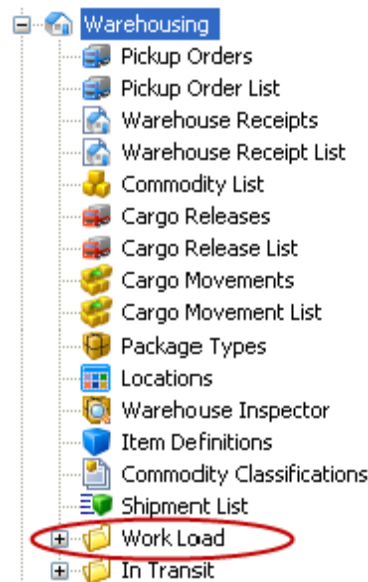 Warehousing
Pickup Orders
Pickup Order List
Warehouse Receipts
Warehouse Receipt List
Commodity List
Cargo Releases
Cargo Release List
Cargo Movements
Cargo Movement List
Package Types
Locations
Warehouse Inspector
Item Definitions
Commodity Classifications
Shipment List
Work Load
In Transit